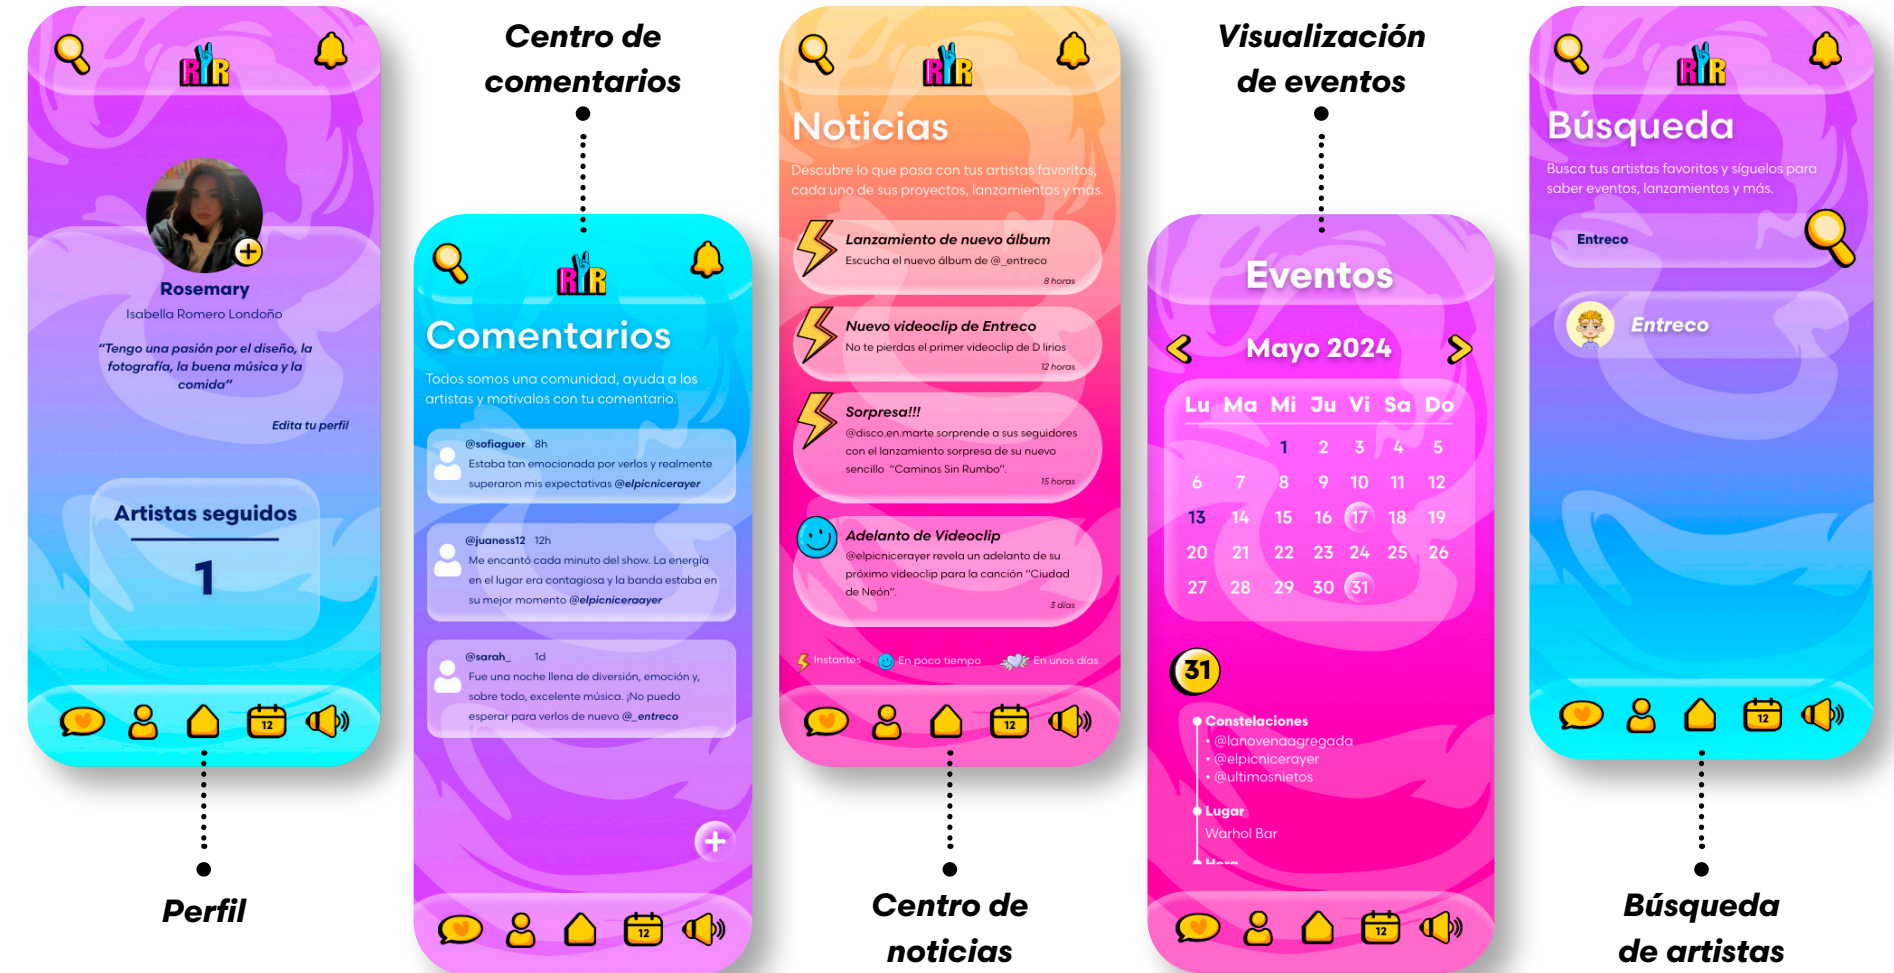 RYR
Rosemary
Isabella Romero Londoño
“Tengo una pasión por el diseño, la
fotografía, la buena música y la
comida”
Edita tu perfil
Artistas seguidos
1
12
Perfil
Centro de
comentarios
RYR
Comentarios
Todos somos una comunidad, ayuda a los
artistas y motívalos con tu comentario.
@sofiaguer 8h
Estaba tan emocionada por verlos y realmente
superaron mis expectativas @elpicnicerayer
@juaness12 12h
Me encantó cada minuto del show. La energía
en el lugar era contagiosa y la banda estaba en
su mejor momento @elpicniceraayer
@sarah_ 1d
Fue una noche llena de diversión, emoción y,
sobre todo, excelente música. ¡No puedo
esperar para verlos de nuevo @_entreco
12
RYR
Noticias
Descubre lo que pasa con tus artistas favoritos,
cada uno de sus proyectos, lanzamientos y más.
Lanzamiento de nuevo álbum
Escucha el nuevo álbum de @_entreco
8 horas
Nuevo videoclip de Entreco
No te pierdas el primer videoclip de D lirios
12 horas
Sorpresa!!!
@disco.en.marte sorprende a sus seguidores
con el lanzamiento sorpresa de su nuevo
sencillo “Caminos Sin Rumbo”.
15 horas
Adelanto de Videoclip
@elpicnicerayer revela un adelanto de su
próximo videoclip para la canción “Ciudad
de Neón”.
3 días
Instantes En poco tiempo En unos días
12
Centro de
noticias
Visualización
de eventos
Eventos
Mayo 2024
Lu Ma Mi Ju Vi Sa Do
1 2 3 4 5
6 7 8 9 10 11 12
13 14 15 16 17 18 19
20 21 22 23 24 25 26
27 28 29 30 31
31
Constelaciones
• @lanovenaagregada
• @elpicnicerayer
• @ultimosnietos
Lugar
Warhol Bar
Hora
12
RYR
Búsqueda
Busca tus artistas favoritos y síguelos para
saber eventos, lanzamientos y más.
Entreco
Entreco
12
Búsqueda
de artistas